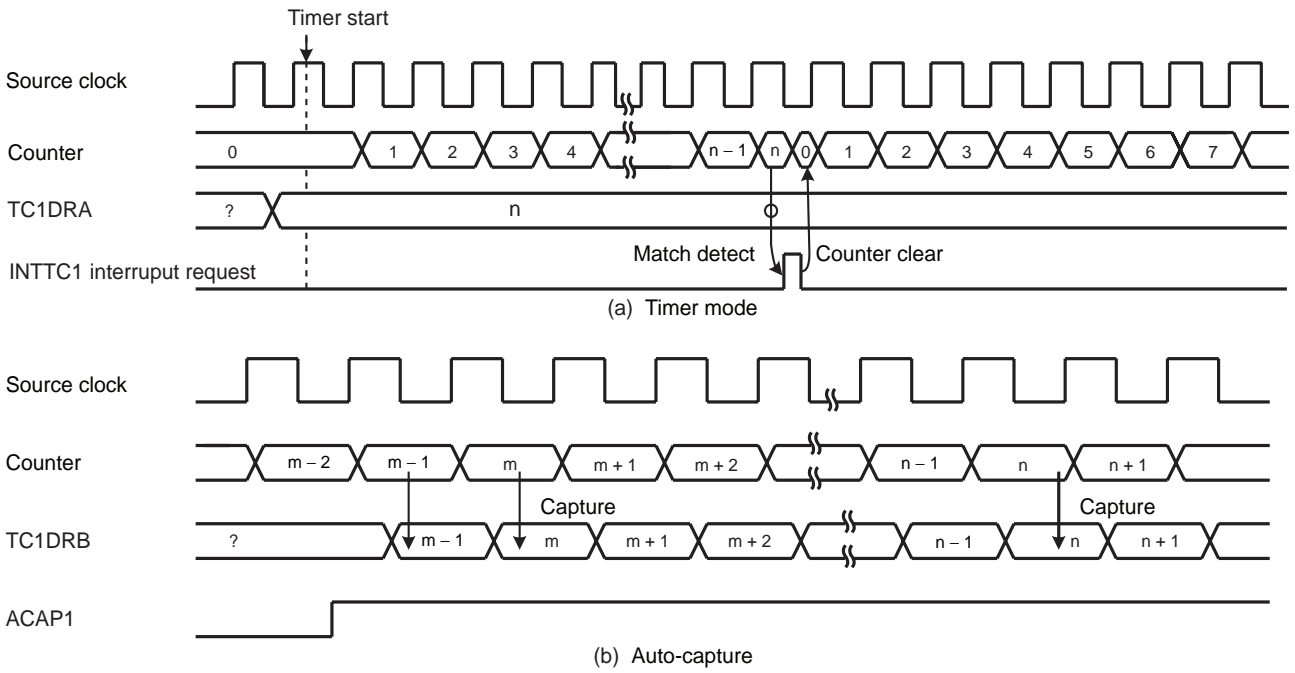 Timer start
Source clock
Counter
0 1 2 3 4 n – 1 n 0 1 2 3 4 5 6 7
TC1DRA
? n
Match detect Counter clear
INTTC1 interruput request
(a) Timer mode
Source clock
Counter
m – 2 m – 1 m m + 1 m + 2 n – 1 n n + 1
Capture Capture
TC1DRB
? m – 1 m m + 1 m + 2 n – 1 n n + 1
ACAP1
(b) Auto-capture